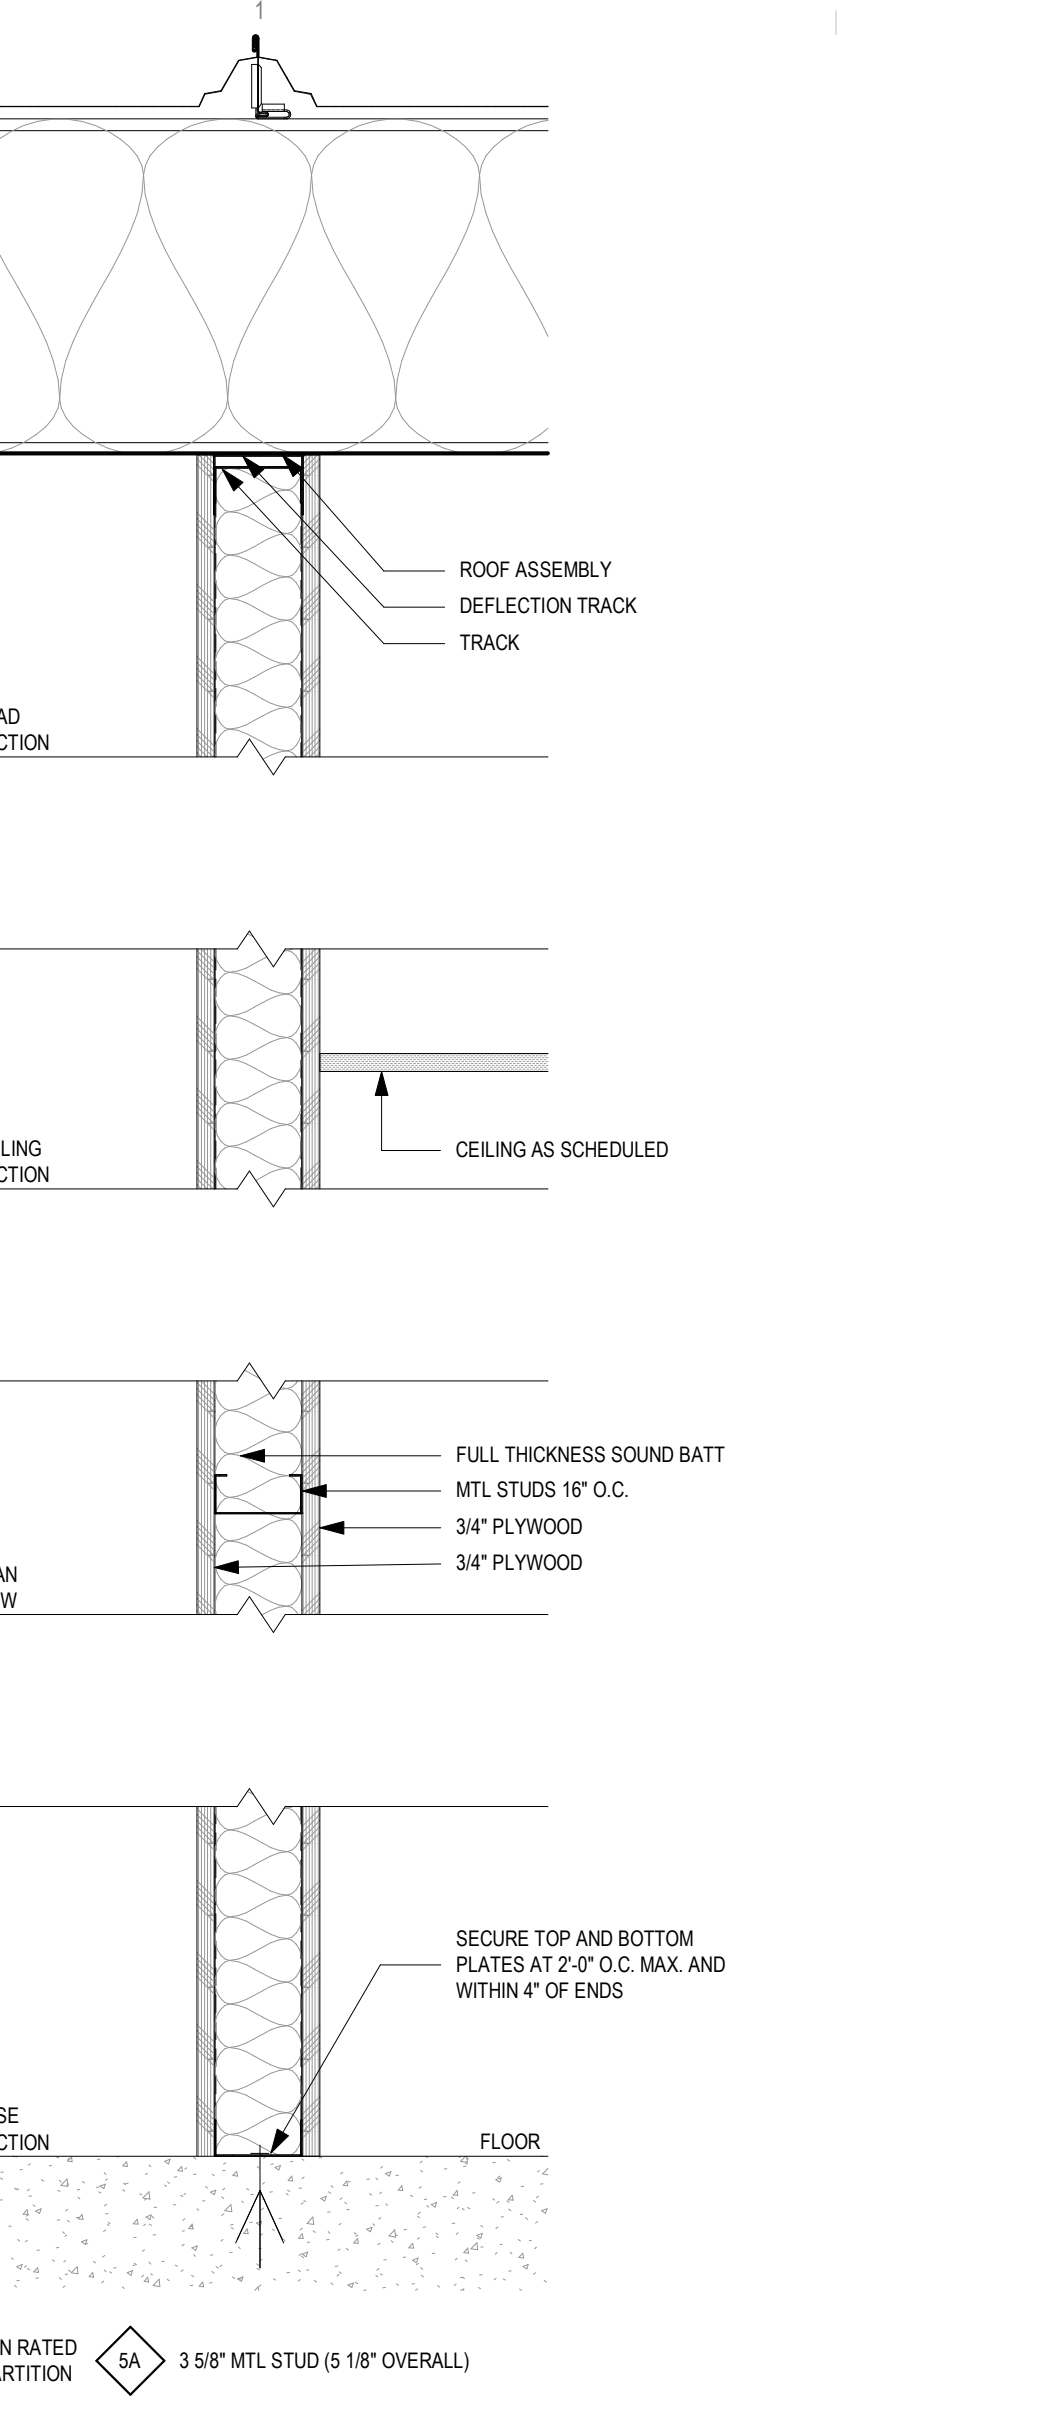 1
ROOF ASSEMBLY
DEFLECTION TRACK
TRACK
AD
CTION
CEILING AS SCHEDULED
LING
CTION
FULL THICKNESS SOUND BATT
MTL STUDS 16" O.C.
3/4" PLYWOOD
3/4" PLYWOOD
AN
W
SECURE TOP AND BOTTOM
PLATES AT 2'-0" O.C. MAX. AND
WITHIN 4" OF ENDS
SE
CTION
FLOOR
N RATED
ARTITION
5A
3 5/8" MTL STUD (5 1/8" OVERALL)